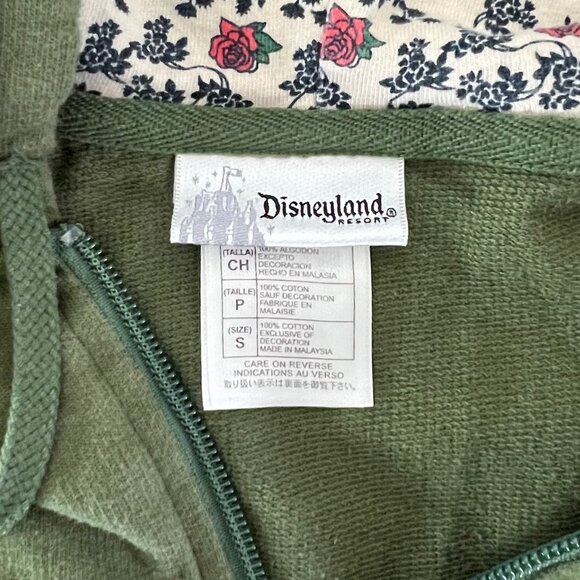 Disneyland®
RESORT
(TALLA)
CH
100% ALGODON
EXCEPTO
DECORACION
HECHO EN MALASIA
(TAILLE)
P
100% COTON
SAUF DECORATION
FABRIQUE EN
MALAISIE
(SIZE)
S
100% COTTON
EXCLUSIVE OF
DECORATION
MADE IN MALAYSIA
CARE ON REVERSE
INDICATIONS AU VERSO
取り扱い表示は裏面を御覧下さい。